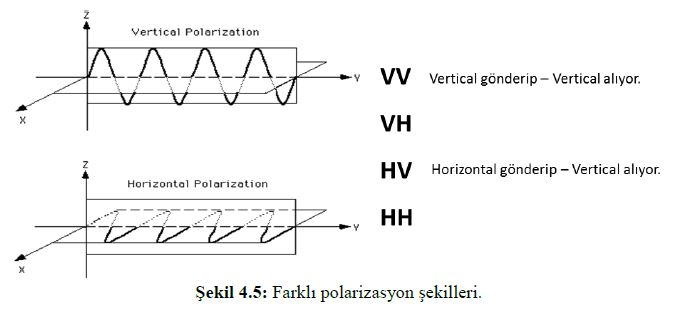 Z
Vertical Polarization
Y
X
VV Vertical gönderip – Vertical alıyor.
VH
HV Horizontal gönderip – Vertical alıyor.
HH
Z
Horizontal Polarization
Y
X
Şekil 4.5: Farklı polarizasyon şekilleri.